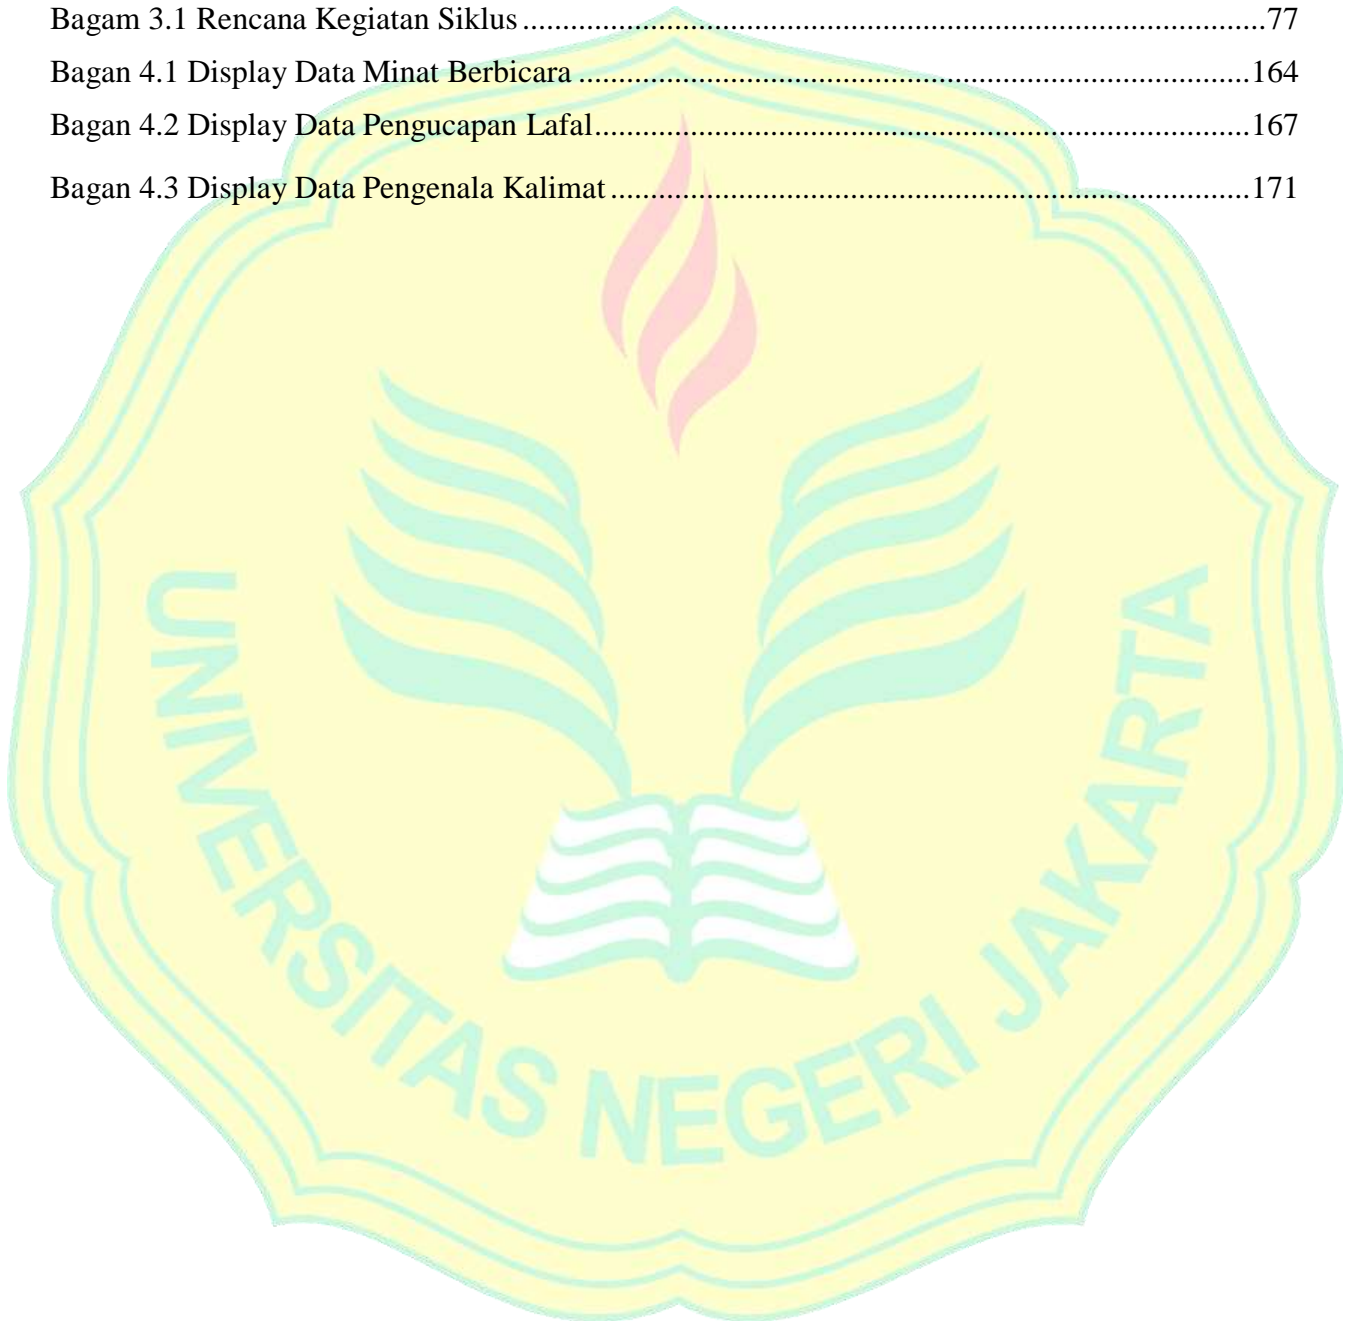 Bagam 3.1 Rencana Kegiatan Siklus ............................................................................................77
Bagan 4.1 Display Data Minat Berbicara ...................................................................................164
Bagan 4.2 Display Data Pengucapan Lafal..................................................................................167
Bagan 4.3 Display Data Pengenala Kalimat ................................................................................171
UNIVERSITAS NEGERI JAKARTA